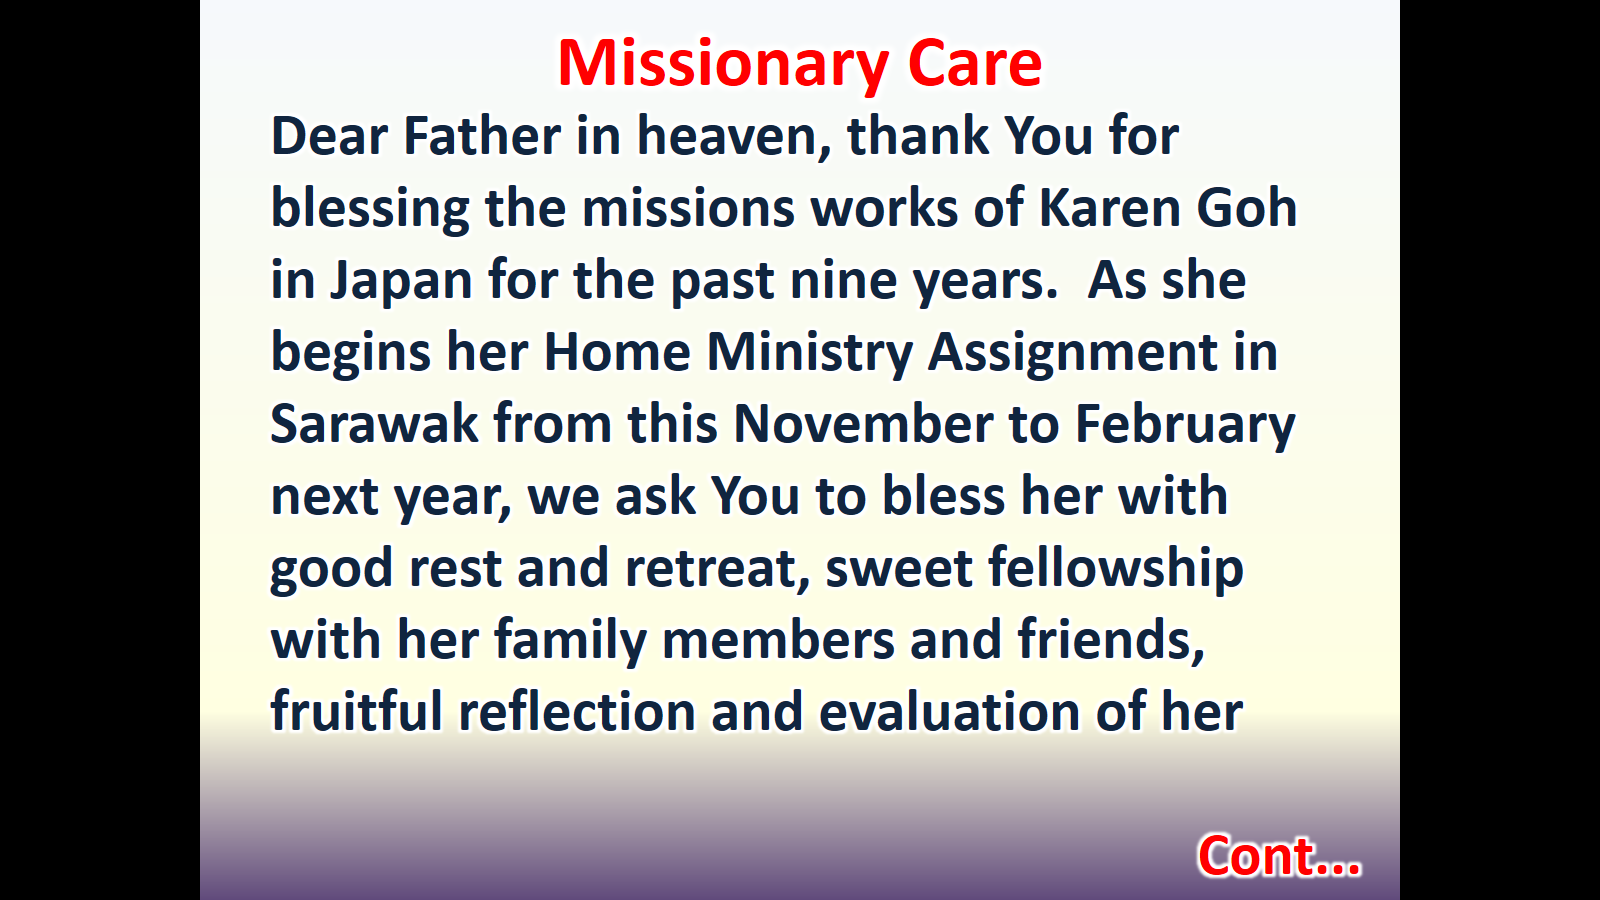 Missionary Care
Dear Father in heaven, thank You for
blessing the missions works of Karen Goh
in Japan for the past nine years.  As she
begins her Home Ministry Assignment in
Sarawak from this November to February
next year, we ask You to bless her with
good rest and retreat, sweet fellowship
with her family members and friends,
fruitful reflection and evaluation of her
Cont...